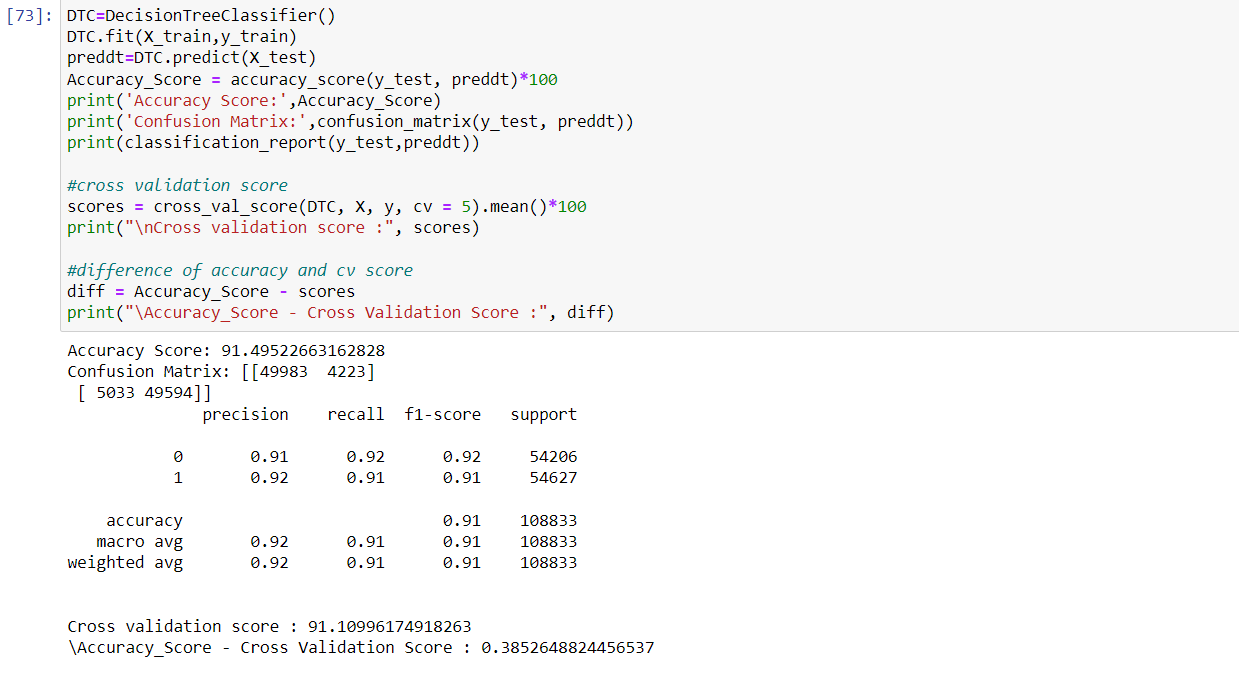 [73]: DTC=DecisionTreeClassifier()
DTC.fit(X_train,y_train)
preddt=DTC.predict(X_test)
Accuracy_Score = accuracy_score(y_test, preddt)*100
print('Accuracy Score:',Accuracy_Score)
print('Confusion Matrix:',confusion_matrix(y_test, preddt))
print(classification_report(y_test,preddt))
#cross validation score
scores = cross_val_score(DTC, X, y, cv = 5).mean()*100
print("\nCross validation score :", scores)
#difference of accuracy and cv score
diff = Accuracy_Score - scores
print("\Accuracy_Score - Cross Validation Score :", diff)
Accuracy Score: 91.49522663162828
Confusion Matrix: [[49983  4223]
 [ 5033 49594]]
              precision    recall  f1-score   support
           0       0.91      0.92      0.92     54206
           1       0.92      0.91      0.91     54627
    accuracy                           0.91    108833
   macro avg       0.92      0.91      0.91    108833
weighted avg       0.92      0.91      0.91    108833
Cross validation score : 91.10996174918263
\Accuracy_Score - Cross Validation Score : 0.3852648824456537